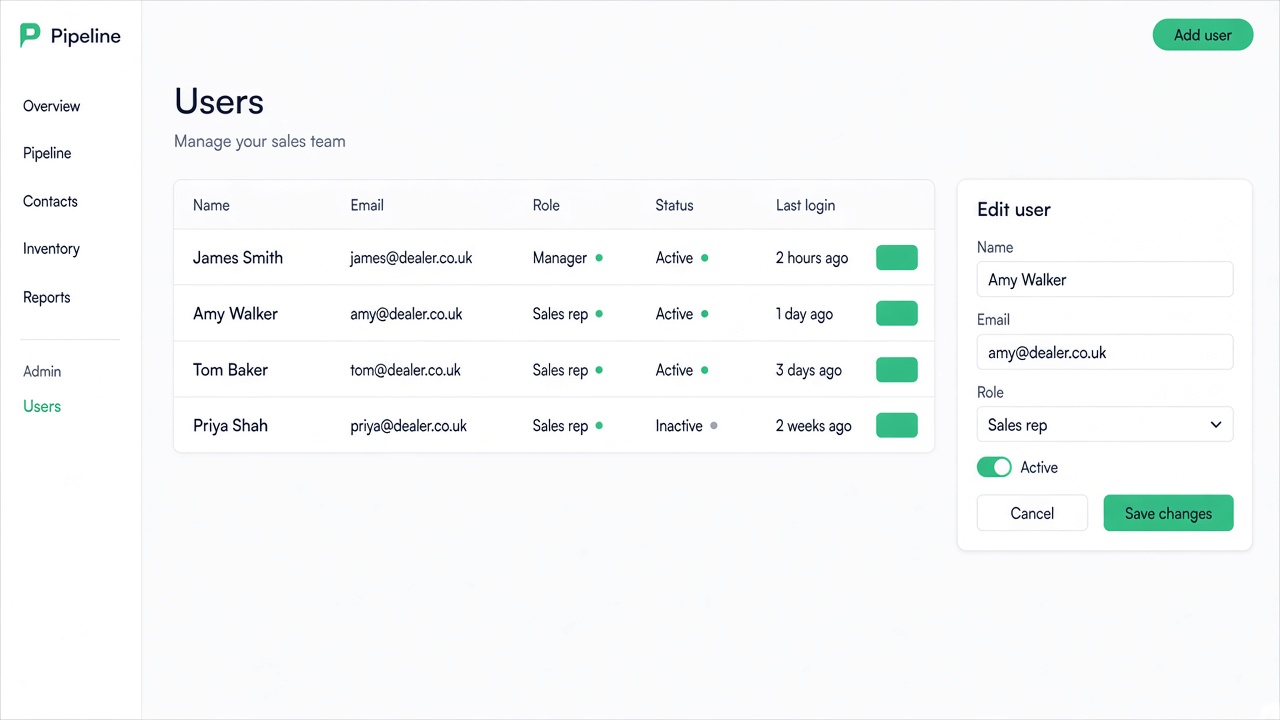 Pipeline
Add user
Overview
Pipeline
Contacts
Inventory
Reports
Admin
Users
Users
Manage your sales team
Name Email Role Status Last login
James Smith james@dealer.co.uk Manager Active 2 hours ago
Amy Walker amy@dealer.co.uk Sales rep Active 1 day ago
Tom Baker tom@dealer.co.uk Sales rep Active 3 days ago
Priya Shah priya@dealer.co.uk Sales rep Inactive 2 weeks ago
Edit user
Name
Amy Walker
Email
amy@dealer.co.uk
Role
Sales rep
Active
Cancel Save changes